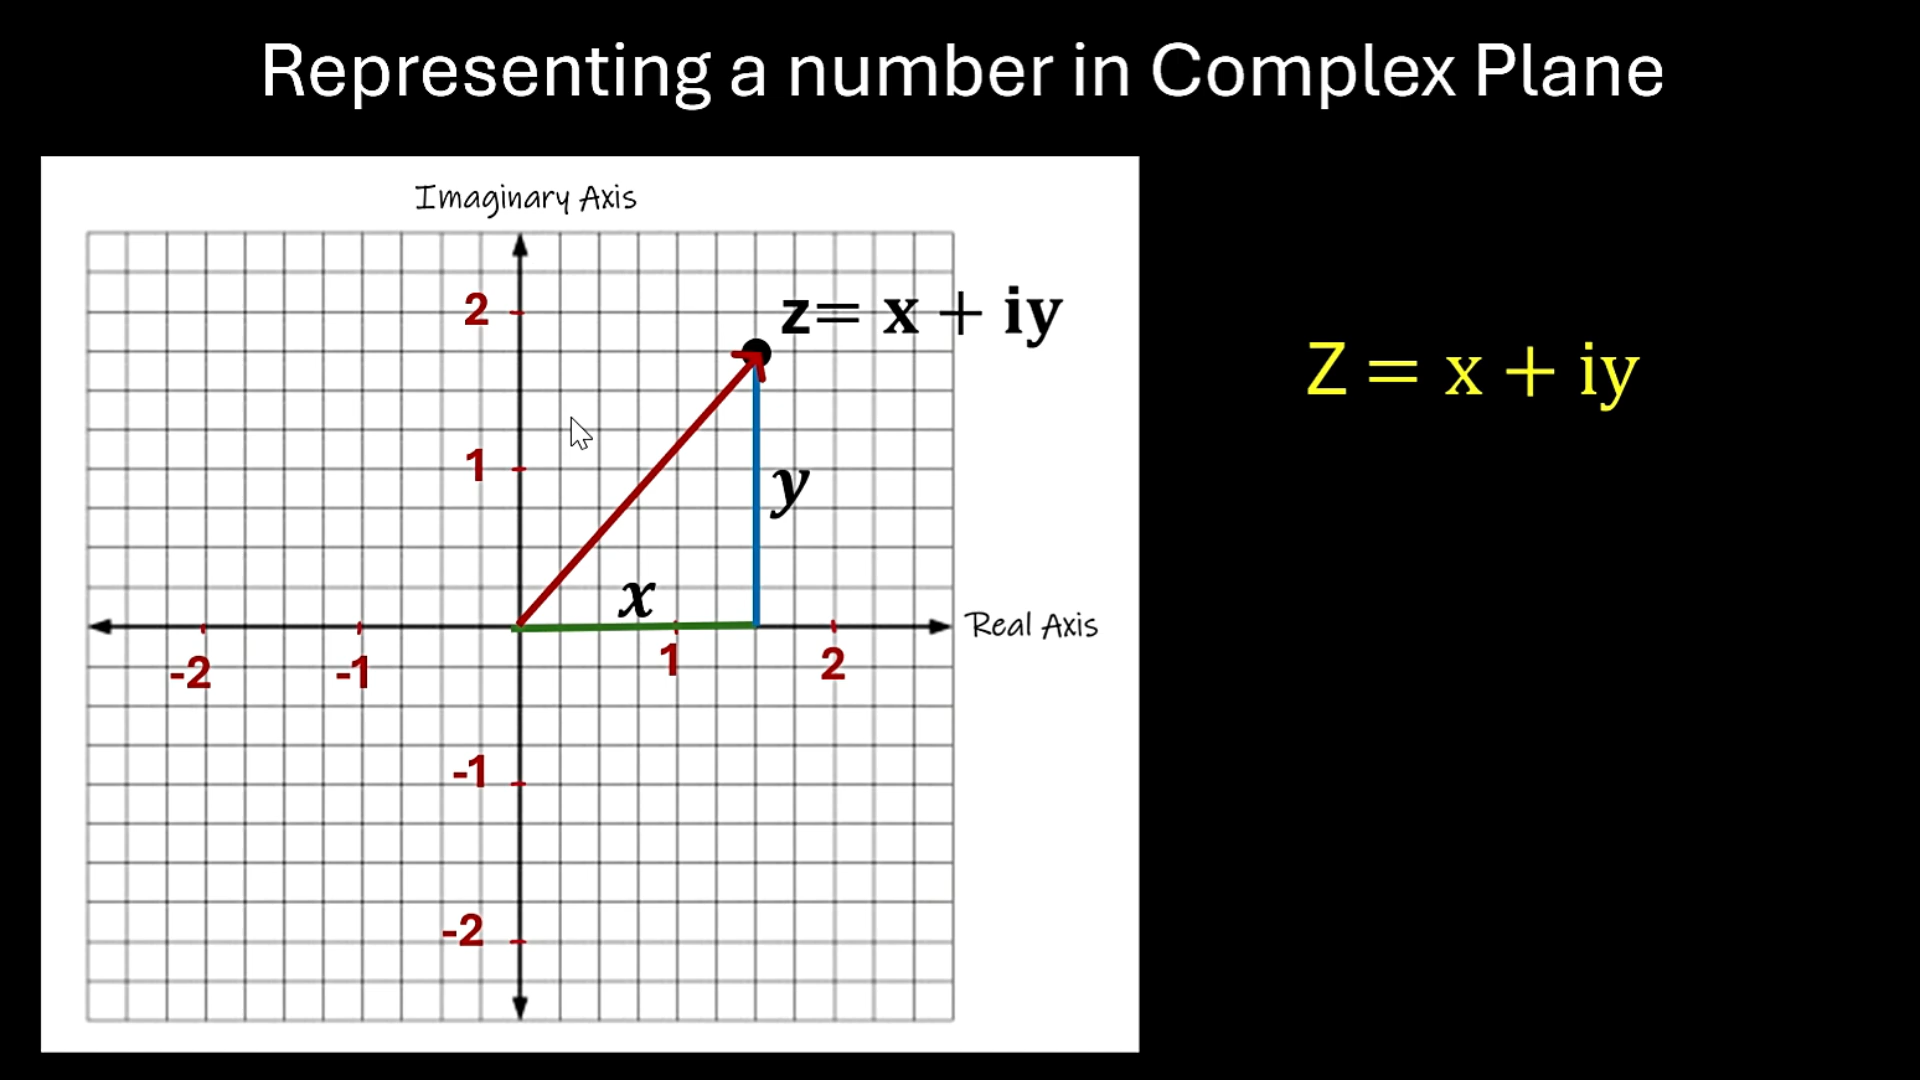 Representing a number in Complex Plane
Imaginary Axis
2
z= x + iy
Z = x + iy
1
y
x
Real Axis
-2
-1
1
2
-1
-2